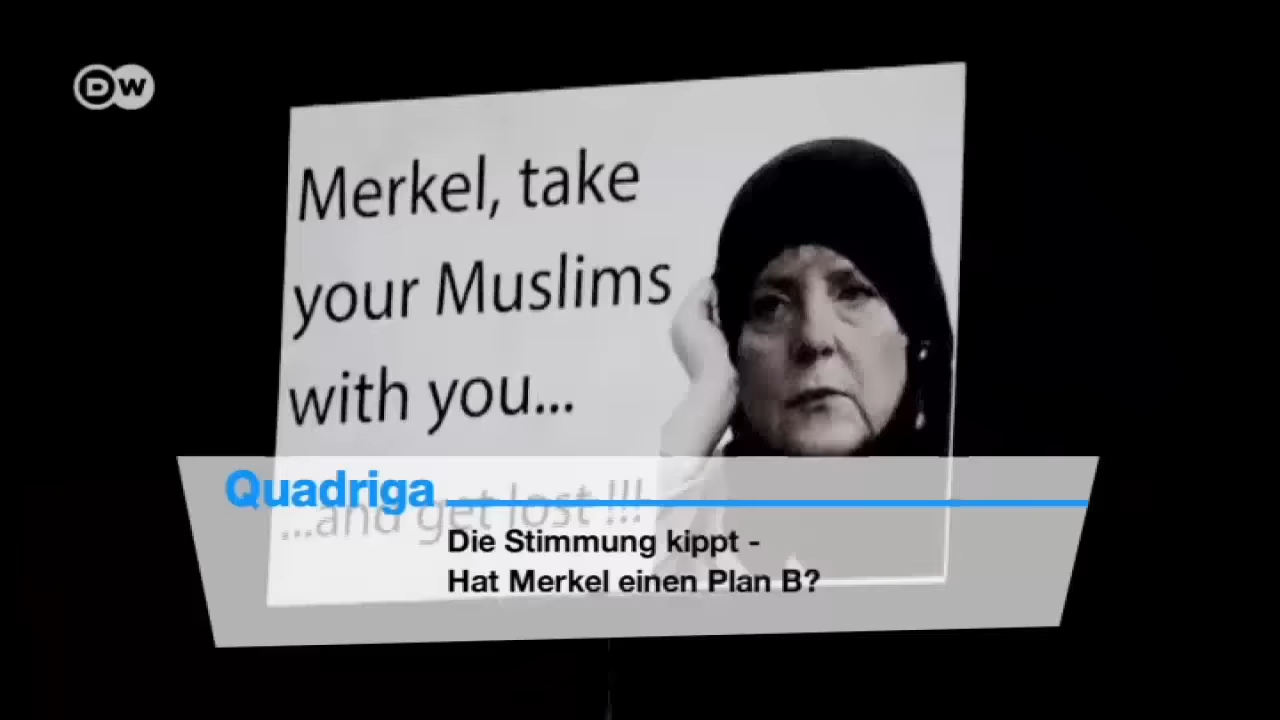 DW
Merkel, take
your Muslims
with you...
...and get lost !!!
Quadriga
Die Stimmung kippt -
Hat Merkel einen Plan B?